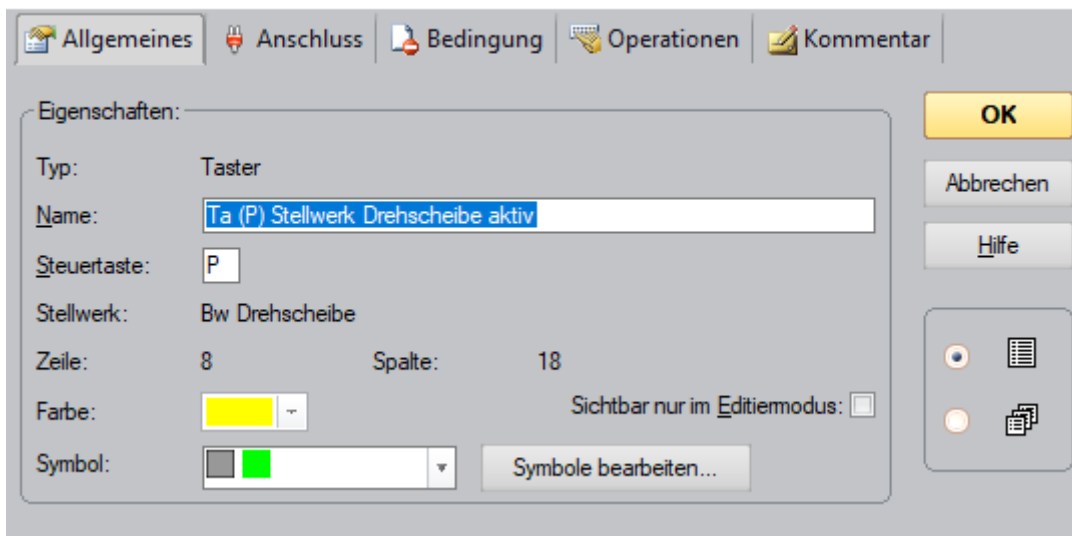 Allgemeines Anschluss Bedingung Operationen Kommentar
Eigenschaften:
OK
Typ: Taster
Abbrechen
Name: Ta (P) Stellwerk Drehscheibe aktiv
Hilfe
Steuertaste: P
Stellwerk: Bw Drehscheibe
Zeile: 8 Spalte: 18
Farbe: Sichtbar nur im Editiermodus:
Symbol: Symbole bearbeiten...